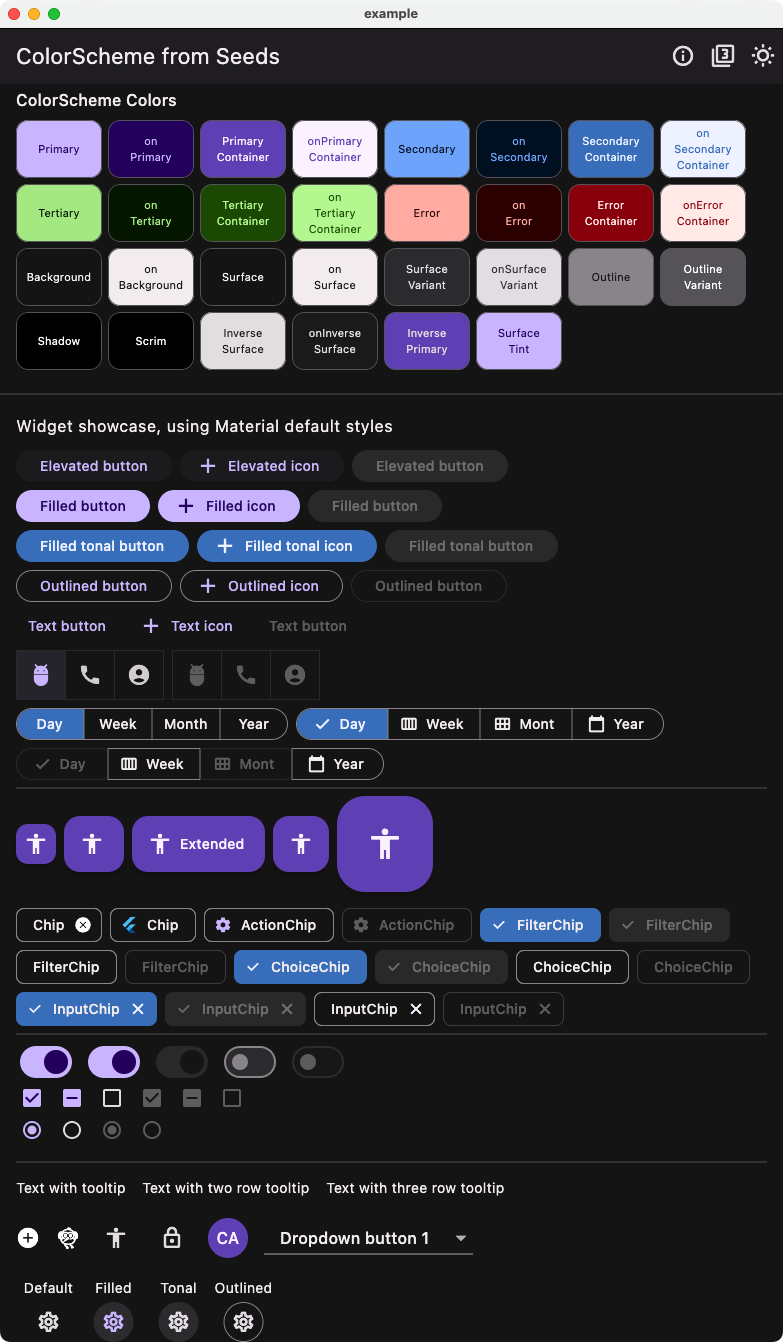 example
ColorScheme from Seeds
3
ColorScheme Colors
Primary
on
Primary
Primary
Container
onPrimary
Container
Secondary
on
Secondary
Secondary
Container
on
Secondary
Container
Tertiary
on
Tertiary
Tertiary
Container
on
Tertiary
Container
Error
on
Error
Error
Container
onError
Container
Background
on
Background
Surface
on
Surface
Surface
Variant
onSurface
Variant
Outline
Outline
Variant
Shadow
Scrim
Inverse
Surface
onInverse
Surface
Inverse
Primary
Surface
Tint
Widget showcase, using Material default styles
Elevated button
Elevated icon
Elevated button
Filled button
Filled icon
Filled button
Filled tonal button
Filled tonal icon
Filled tonal button
Outlined button
Outlined icon
Outlined button
Text button
Text icon
Text button
Day
Week
Month
Year
Day
Week
Mont
Year
Day
Week
Mont
Year
Extended
Chip
Chip
ActionChip
ActionChip
FilterChip
FilterChip
FilterChip
FilterChip
ChoiceChip
ChoiceChip
ChoiceChip
ChoiceChip
InputChip
InputChip
InputChip
InputChip
Text with tooltip
Text with two row tooltip
Text with three row tooltip
CA
Dropdown button 1
Default
Filled
Tonal
Outlined